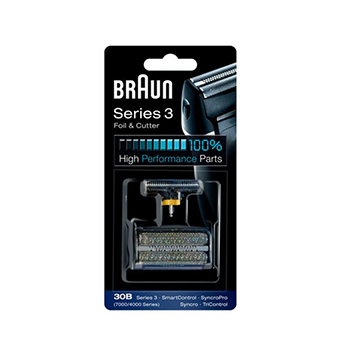 BRAUN
Series 3
Foil & Cutter
100%
High Performance Parts
30B Series 3 · SmartControl · SyncroPro
(7000/4000 Series) Syncro · TriControl